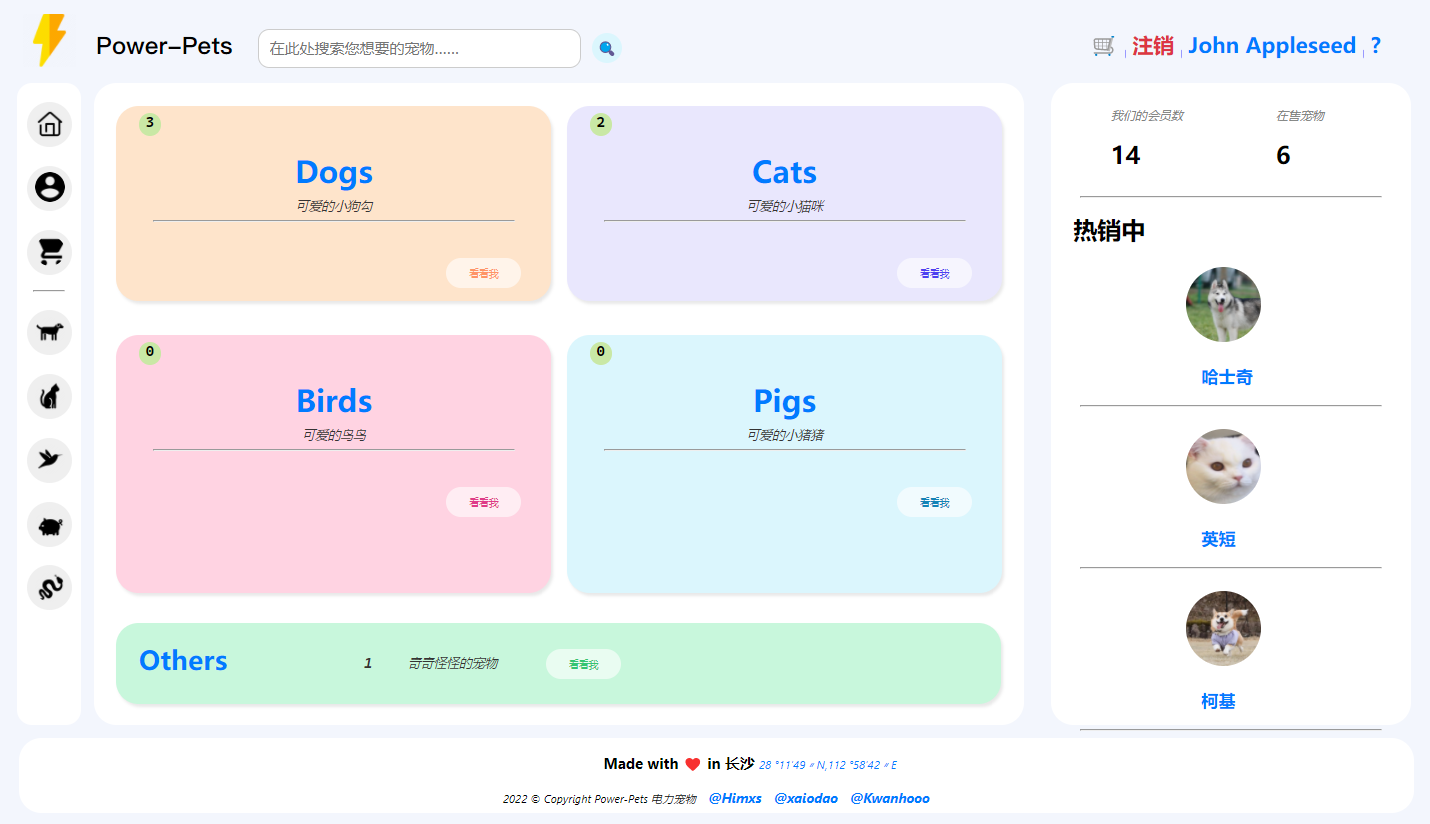 Power-Pets
在此处搜索您想要的宠物......
| 注销 | John Appleseed | ?
3
Dogs
可爱的小狗勾
看看我
2
Cats
可爱的小猫咪
看看我
0
Birds
可爱的鸟鸟
看看我
0
Pigs
可爱的小猪猪
看看我
Others 1 奇奇怪怪的宠物 看看我
我们的会员数 在售宠物
14 6
热销中
哈士奇
英短
柯基
Made with ❤️ in 长沙 28 °11'49 "N,112 °58'42 "E
2022 © Copyright Power-Pets 电力宠物 @Himxs @xaiodao @Kwanhooo